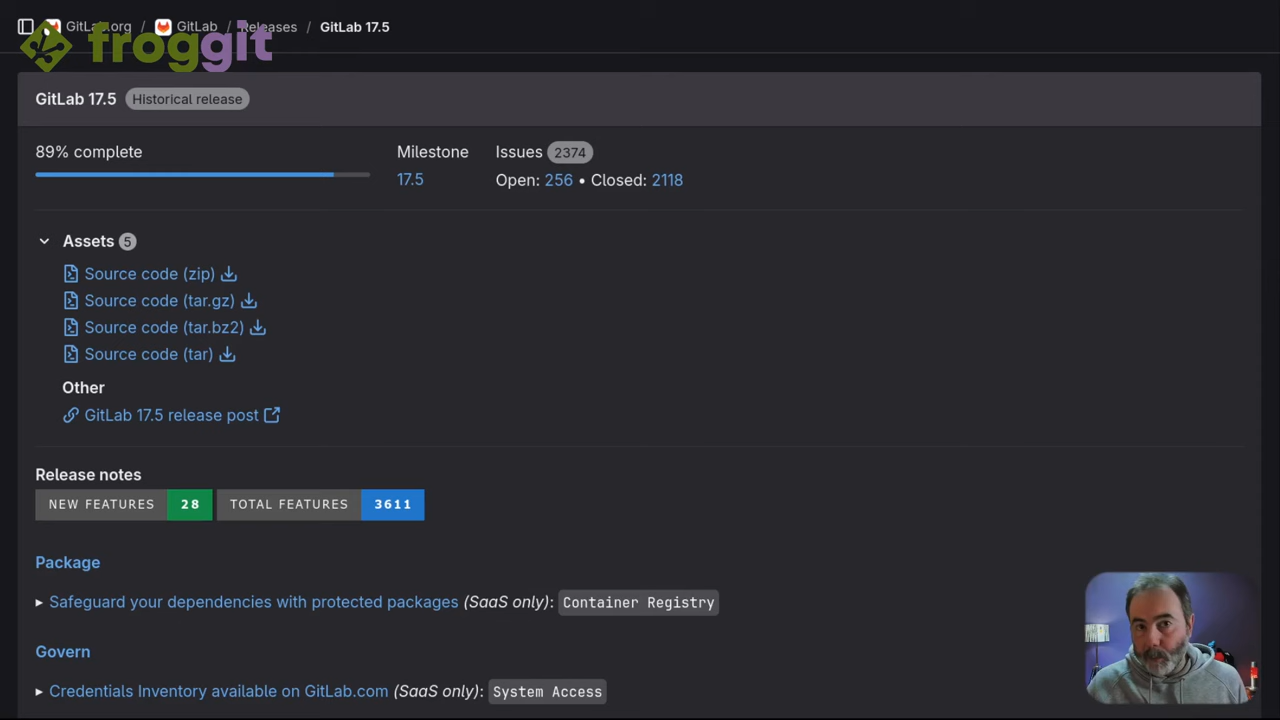 GitLab.org / GitLab / Releases / GitLab 17.5
froggit
GitLab 17.5 Historical release
89% complete
Milestone
17.5
Issues 2374
Open: 256 • Closed: 2118
Assets 5
Source code (zip)
Source code (tar.gz)
Source code (tar.bz2)
Source code (tar)
Other
GitLab 17.5 release post
Release notes
NEW FEATURES 28 TOTAL FEATURES 3611
Package
Safeguard your dependencies with protected packages (SaaS only): Container Registry
Govern
Credentials Inventory available on GitLab.com (SaaS only): System Access